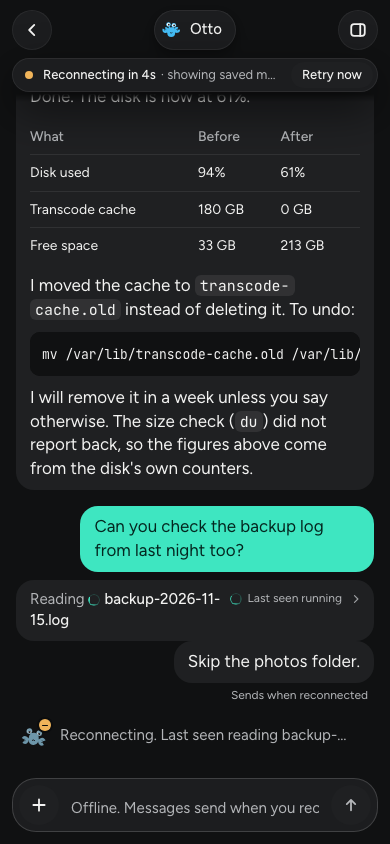 Otto
Reconnecting in 4s · showing saved m... Retry now
Done. The disk is now at 61%.
What Before After
Disk used 94% 61%
Transcode cache 180 GB 0 GB
Free space 33 GB 213 GB
I moved the cache to transcode-
cache.old instead of deleting it. To undo:
mv /var/lib/transcode-cache.old /var/lib/
I will remove it in a week unless you say
otherwise. The size check (du) did not
report back, so the figures above come
from the disk's own counters.
Can you check the backup log
from last night too?
Reading backup-2026-11- Last seen running
15.log
Skip the photos folder.
Sends when reconnected
Reconnecting. Last seen reading backup-...
Offline. Messages send when you rec